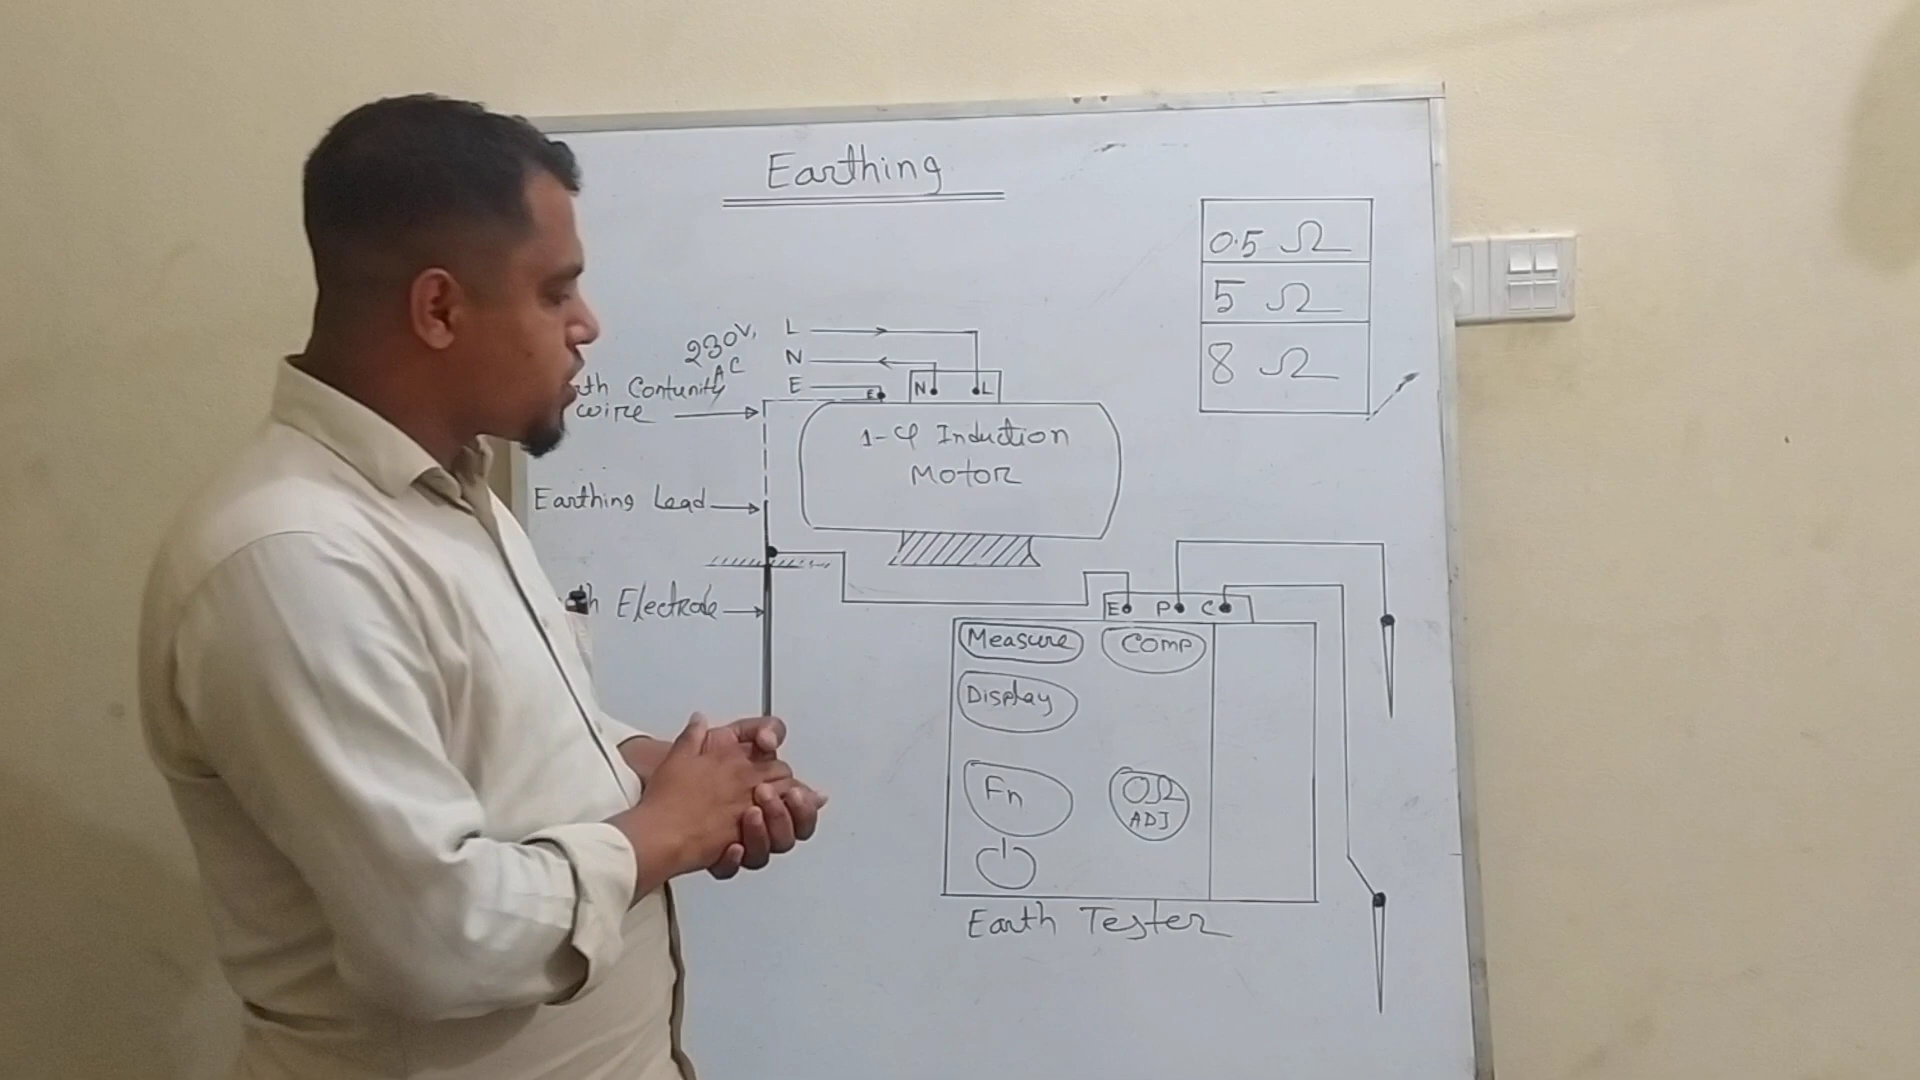 Earthing
0.5 Ω
5 Ω
8 Ω
230V,
AC
L
N
E
E
N
L
Contunity
wire
1-φ Induction
Motor
Earthing Lead
Electrode
E
P
C
Measure
Comp
Display
Fn
0Ω
ADJ
Earth Tester